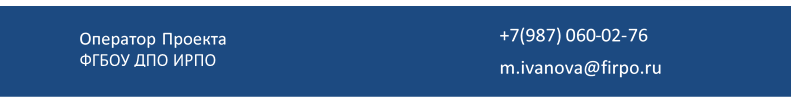 Оператор Проекта
ФГБОУ ДПО ИРПО
+7(987) 060-02-76
m.ivanova@firpo.ru